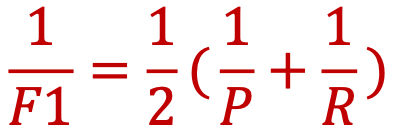 1/F1 = 1/2(1/P + 1/R)